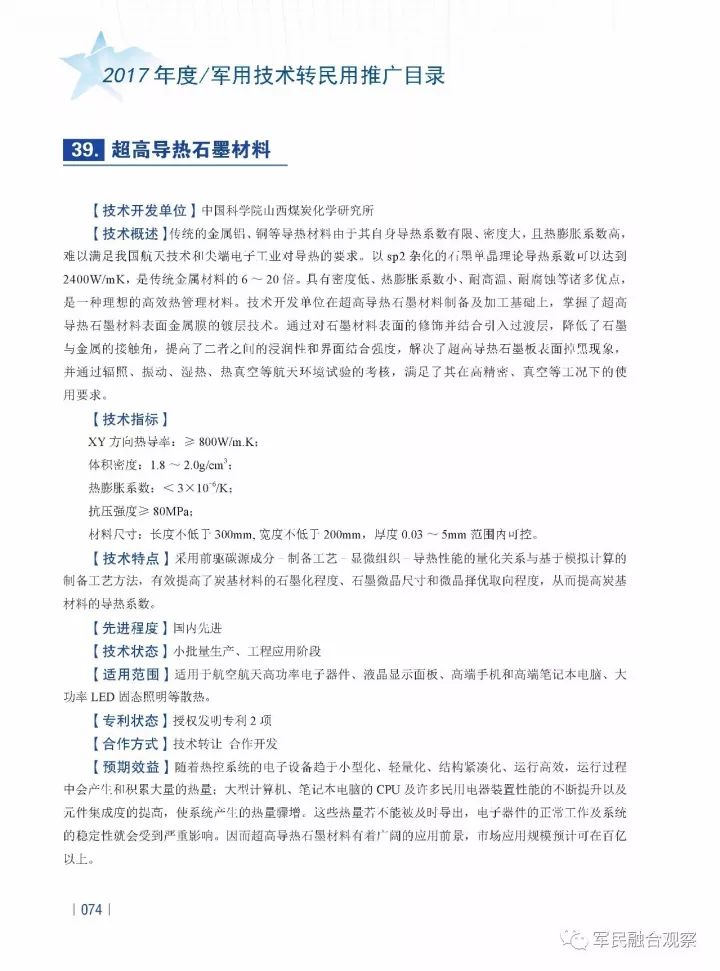 2017 年度/军用技术转民用推广目录
39. 超高导热石墨材料
【技术开发单位】中国科学院山西煤炭化学研究所
【技术概述】传统的金属铝、铜等导热材料由于其自身导热系数有限、密度大，且热膨胀系数高，
难以满足我国航天技术和尖端电子工业对导热的要求。以 sp2 杂化的石墨单晶理论导热系数可以达到
2400W/mK，是传统金属材料的 6 ～ 20 倍。具有密度低、热膨胀系数小、耐高温、耐腐蚀等诸多优点，
是一种理想的高效热管理材料。技术开发单位在超高导热石墨材料制备及加工基础上，掌握了超高
导热石墨材料表面金属膜的镀层技术。通过对石墨材料表面的修饰并结合引入过渡层，降低了石墨
与金属的接触角，提高了二者之间的浸润性和界面结合强度，解决了超高导热石墨板表面掉黑现象，
并通过辐照、振动、湿热、热真空等航天环境试验的考核，满足了其在高精密、真空等工况下的使
用要求。
【技术指标】
XY 方向热导率：≥ 800W/m.K；
体积密度：1.8 ～ 2.0g/cm³；
热膨胀系数：＜ 3×10⁻⁶/K；
抗压强度≥ 80MPa；
材料尺寸：长度不低于 300mm, 宽度不低于 200mm，厚度 0.03 ～ 5mm 范围内可控。
【技术特点】采用前驱碳源成分 – 制备工艺 – 显微组织 – 导热性能的量化关系与基于模拟计算的
制备工艺方法，有效提高了炭基材料的石墨化程度、石墨微晶尺寸和微晶择优取向程度，从而提高炭基
材料的导热系数。
【先进程度】国内先进
【技术状态】小批量生产、工程应用阶段
【适用范围】适用于航空航天高功率电子器件、液晶显示面板、高端手机和高端笔记本电脑、大
功率 LED 固态照明等散热。
【专利状态】授权发明专利 2 项
【合作方式】技术转让 合作开发
【预期效益】随着热控系统的电子设备趋于小型化、轻量化、结构紧凑化、运行高效，运行过程
中会产生和积累大量的热量；大型计算机、笔记本电脑的 CPU 及许多民用电器装置性能的不断提升以及
元件集成度的提高，使系统产生的热量骤增。这些热量若不能被及时导出，电子器件的正常工作及系统
的稳定性就会受到严重影响。因而超高导热石墨材料有着广阔的应用前景，市场应用规模预计可在百亿
以上。
| 074 |
军民融合观察